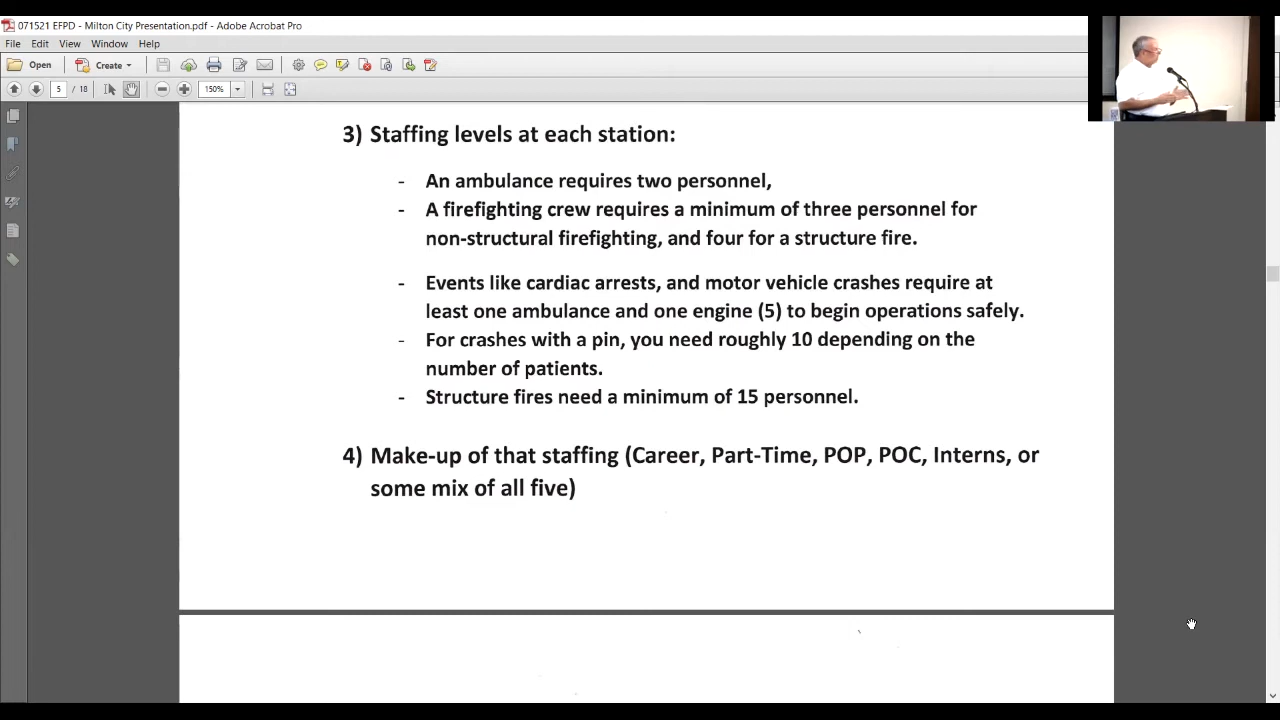 071521 EFPD - Milton City Presentation.pdf - Adobe Acrobat Pro
File Edit View Window Help
Open Create
5 / 18 150%
3) Staffing levels at each station:
- An ambulance requires two personnel,
- A firefighting crew requires a minimum of three personnel for
non-structural firefighting, and four for a structure fire.
- Events like cardiac arrests, and motor vehicle crashes require at
least one ambulance and one engine (5) to begin operations safely.
- For crashes with a pin, you need roughly 10 depending on the
number of patients.
- Structure fires need a minimum of 15 personnel.
4) Make-up of that staffing (Career, Part-Time, POP, POC, Interns, or
some mix of all five)